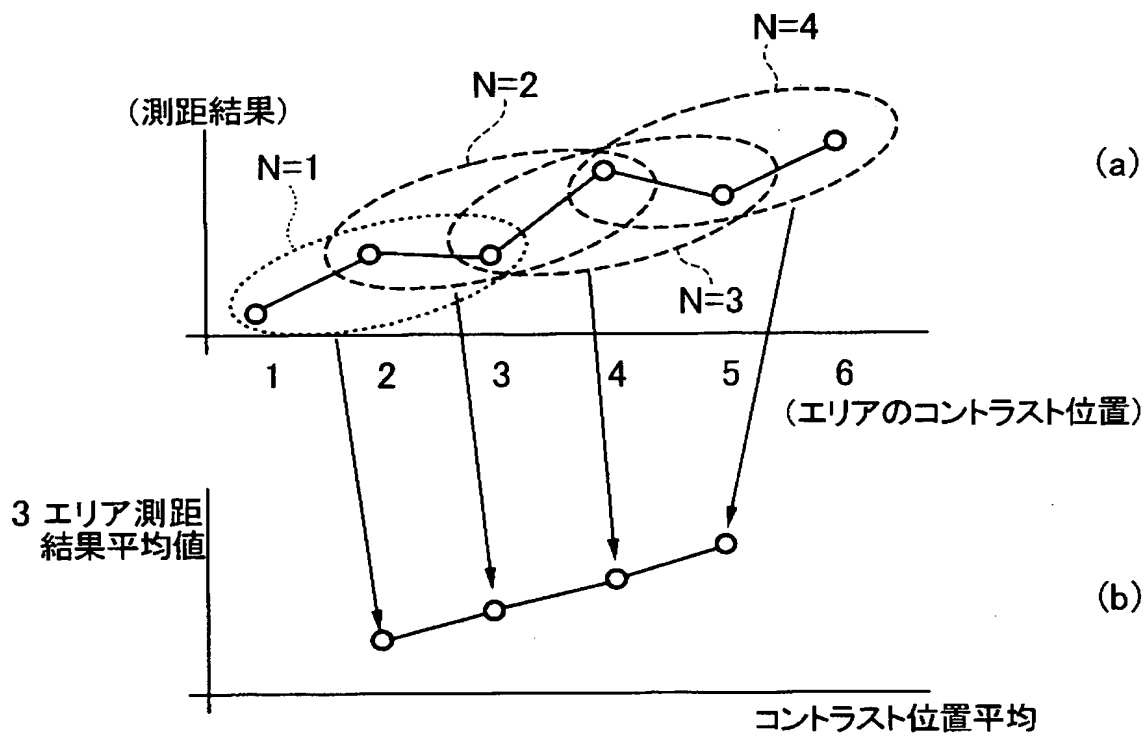 N=4
N=2
(測距結果)
N=1
(a)
N=3
1 2 3 4 5 6
(エリアのコントラスト位置)
3 エリア測距
結果平均値
(b)
コントラスト位置平均